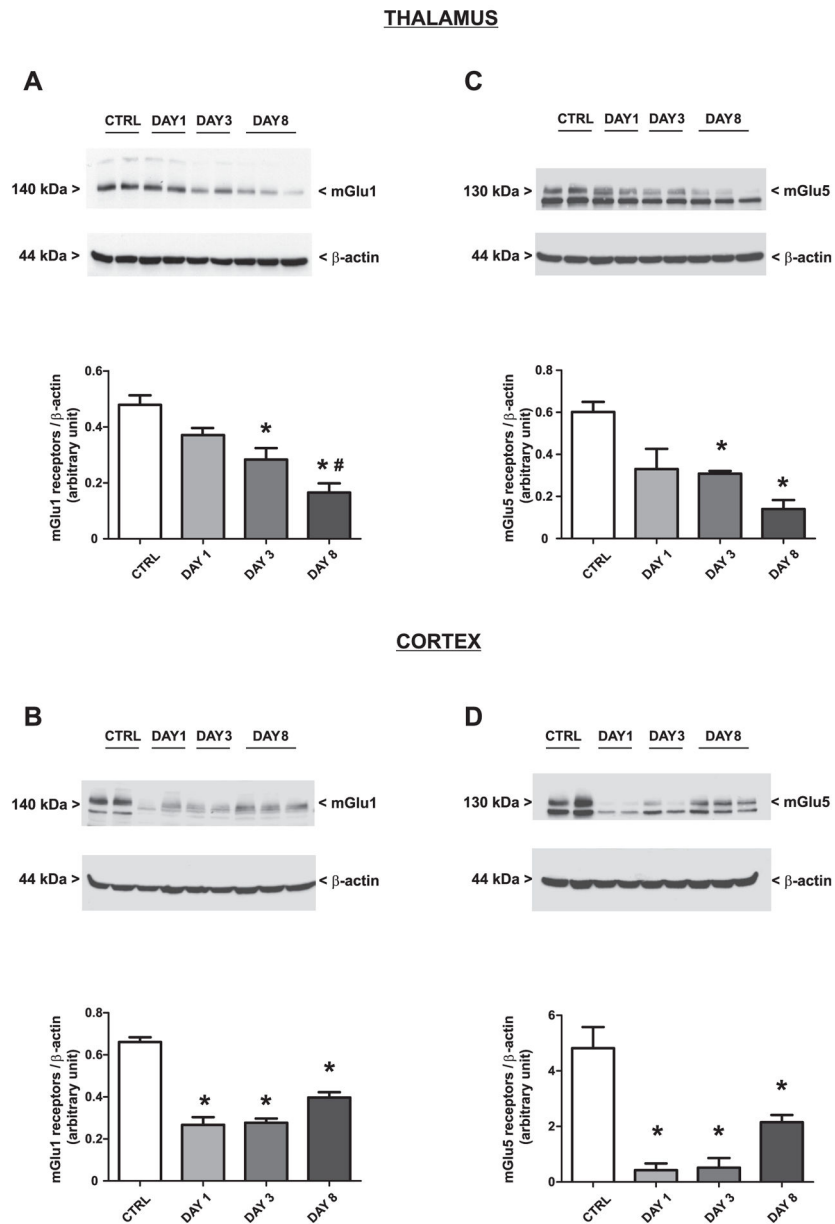 THALAMUS
A
CTRL DAY1 DAY3 DAY8
140 kDa > < mGlu1
44 kDa > < β-actin
mGlu1 receptors / β-actin
(arbitrary unit)
0.6
0.4
0.2
0
*
* #
CTRL DAY 1 DAY 3 DAY 8
C
CTRL DAY1 DAY3 DAY8
130 kDa > < mGlu5
44 kDa > < β-actin
mGlu5 receptors / β-actin
(arbitrary unit)
0.8
0.6
0.4
0.2
0
*
*
CTRL DAY 1 DAY 3 DAY 8
CORTEX
B
CTRL DAY1 DAY3 DAY8
140 kDa > < mGlu1
44 kDa > < β-actin
mGlu1 receptors / β-actin
(arbitrary unit)
0.8
0.6
0.4
0.2
0
* * *
CTRL DAY 1 DAY 3 DAY 8
D
CTRL DAY1 DAY3 DAY8
130 kDa > < mGlu5
44 kDa > < β-actin
mGlu5 receptors / β-actin
(arbitrary unit)
6
4
2
0
* * *
CTRL DAY 1 DAY 3 DAY 8